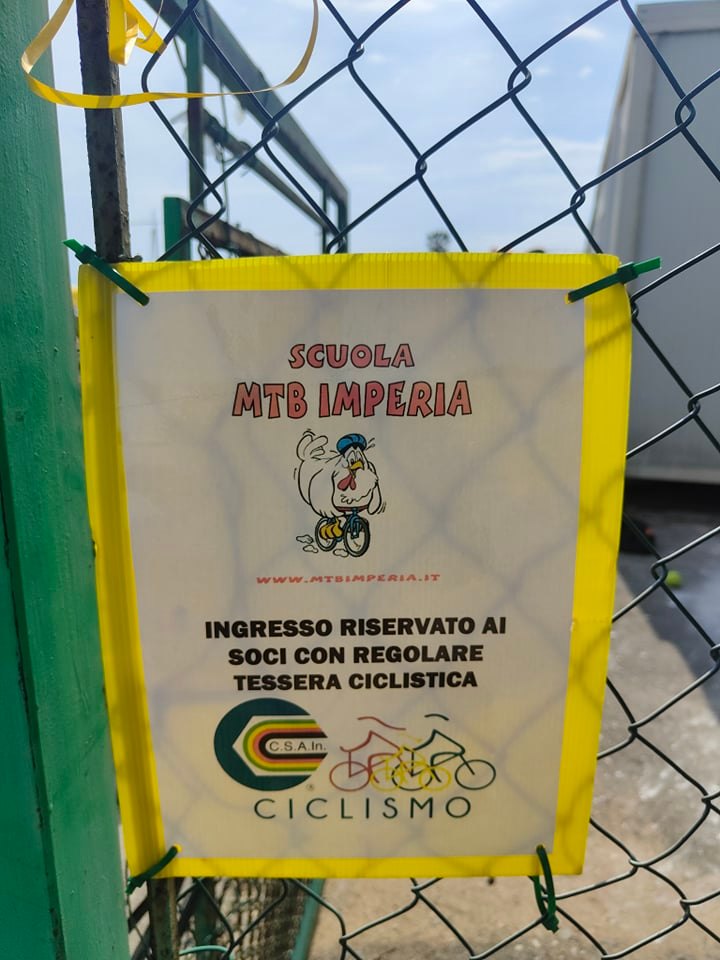 SCUOLA
MTB IMPERIA
WWW.MTBIMPERIA.IT
INGRESSO RISERVATO AI
SOCI CON REGOLARE
TESSERA CICLISTICA
C.S.A.In.
®
CICLISMO